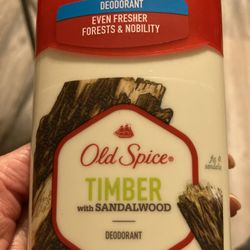 DEODORANT
EVEN FRESHER
FORESTS & NOBILITY
Old Spice®
TIMBER
with SANDALWOOD
DEODORANT